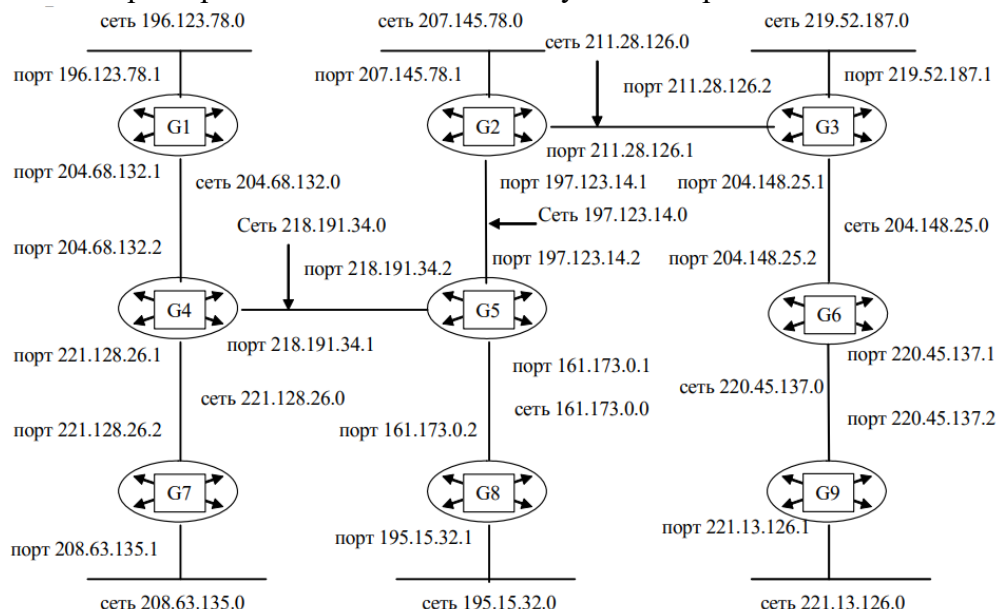 сеть 196.123.78.0
сеть 207.145.78.0
сеть 219.52.187.0
сеть 211.28.126.0
порт 196.123.78.1
порт 207.145.78.1
порт 219.52.187.1
порт 211.28.126.2
G1
G2
G3
порт 211.28.126.1
порт 204.68.132.1
сеть 204.68.132.0
порт 197.123.14.1
порт 204.148.25.1
Сеть 218.191.34.0
Сеть 197.123.14.0
сеть 204.148.25.0
порт 204.68.132.2
порт 218.191.34.2
порт 197.123.14.2
порт 204.148.25.2
G4
G5
G6
порт 221.128.26.1
порт 218.191.34.1
порт 161.173.0.1
порт 220.45.137.1
сеть 221.128.26.0
сеть 161.173.0.0
сеть 220.45.137.0
порт 221.128.26.2
порт 161.173.0.2
порт 220.45.137.2
G7
G8
G9
порт 208.63.135.1
порт 195.15.32.1
порт 221.13.126.1
сеть 208.63.135.0
сеть 195.15.32.0
сеть 221.13.126.0